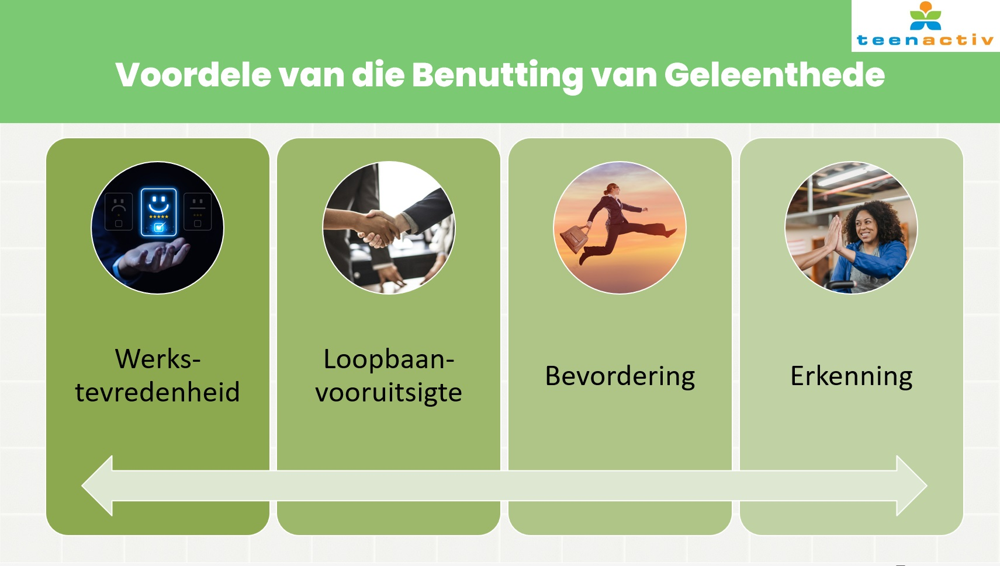 teenactiv
Voordele van die Benutting van Geleenthede
Werks-
tevredenheid
Loopbaan-
vooruitsigte
Bevordering
Erkenning